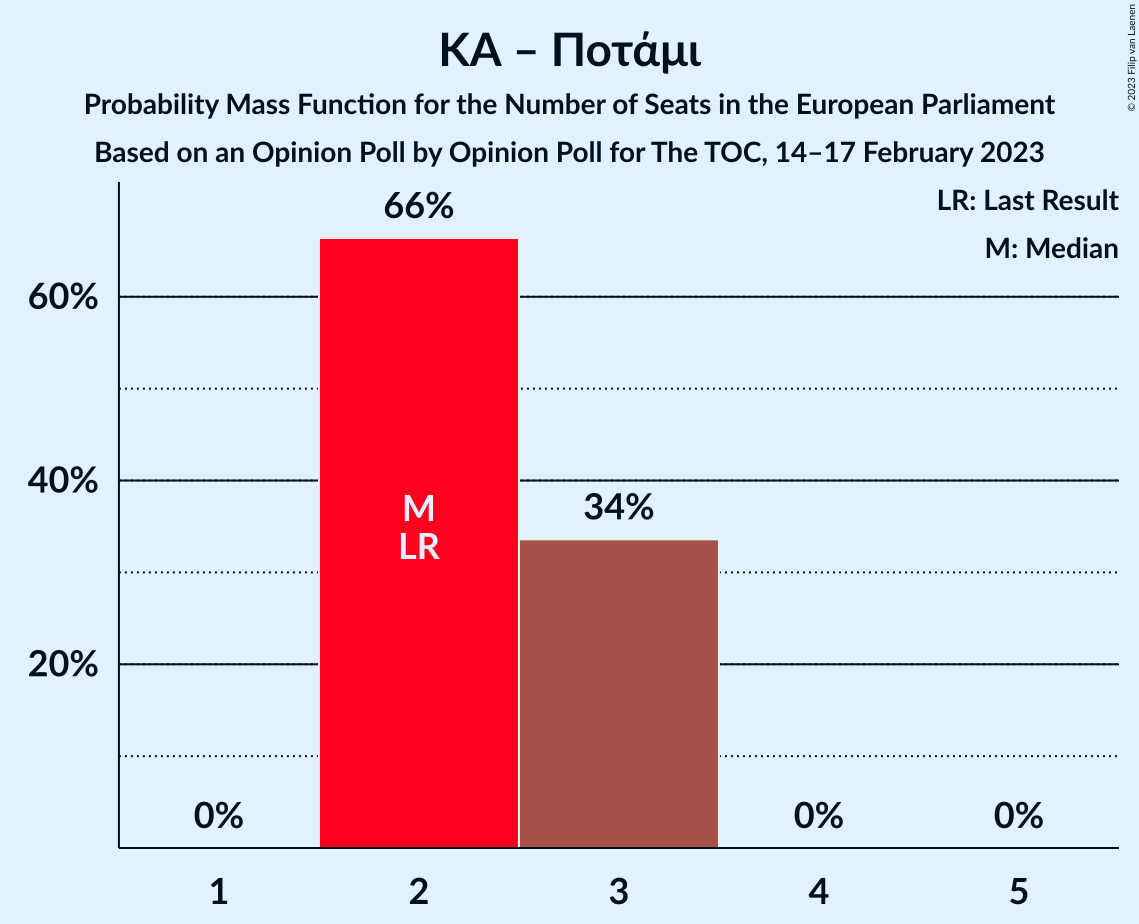 ΚΑ – Ποτάμι
Probability Mass Function for the Number of Seats in the European Parliament
Based on an Opinion Poll by Opinion Poll for The TOC, 14–17 February 2023
© 2023 Filip van Laenen
LR: Last Result
M: Median
66%
60%
40%
20%
M
LR
34%
0%
0%
0%
1
2
3
4
5